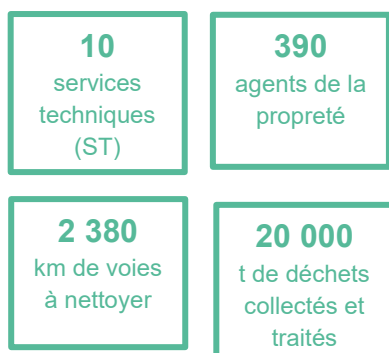 10
services
techniques
(ST)
390
agents de la
propreté
2 380
km de voies
à nettoyer
20 000
t de déchets
collectés et
traités